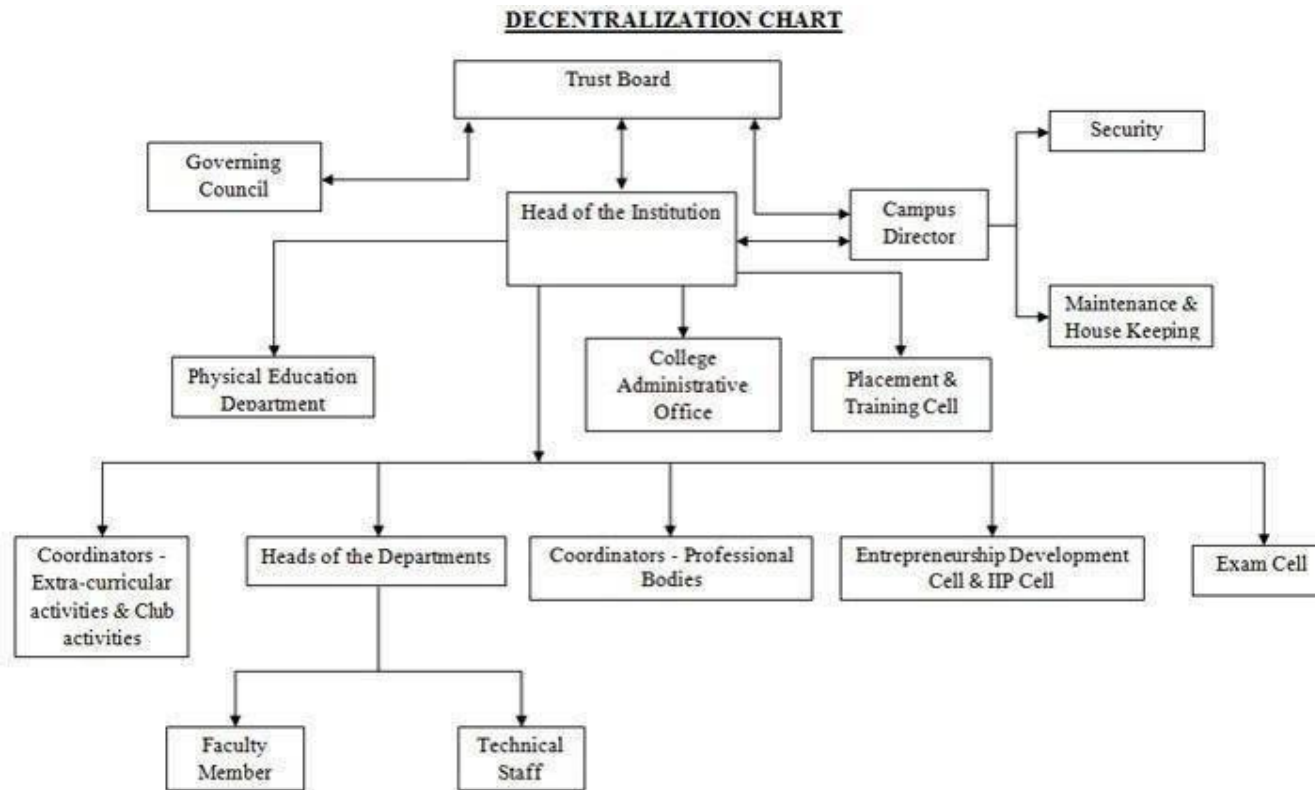 DECENTRALIZATION CHART
Trust Board
Security
Governing
Council
Head of the Institution
Campus
Director
Maintenance &
House Keeping
Physical Education
Department
College
Administrative
Office
Placement &
Training Cell
Coordinators -
Extra-curricular
activities & Club
activities
Heads of the Departments
Coordinators - Professional
Bodies
Entrepreneurship Development
Cell & IIP Cell
Exam Cell
Faculty
Member
Technical
Staff